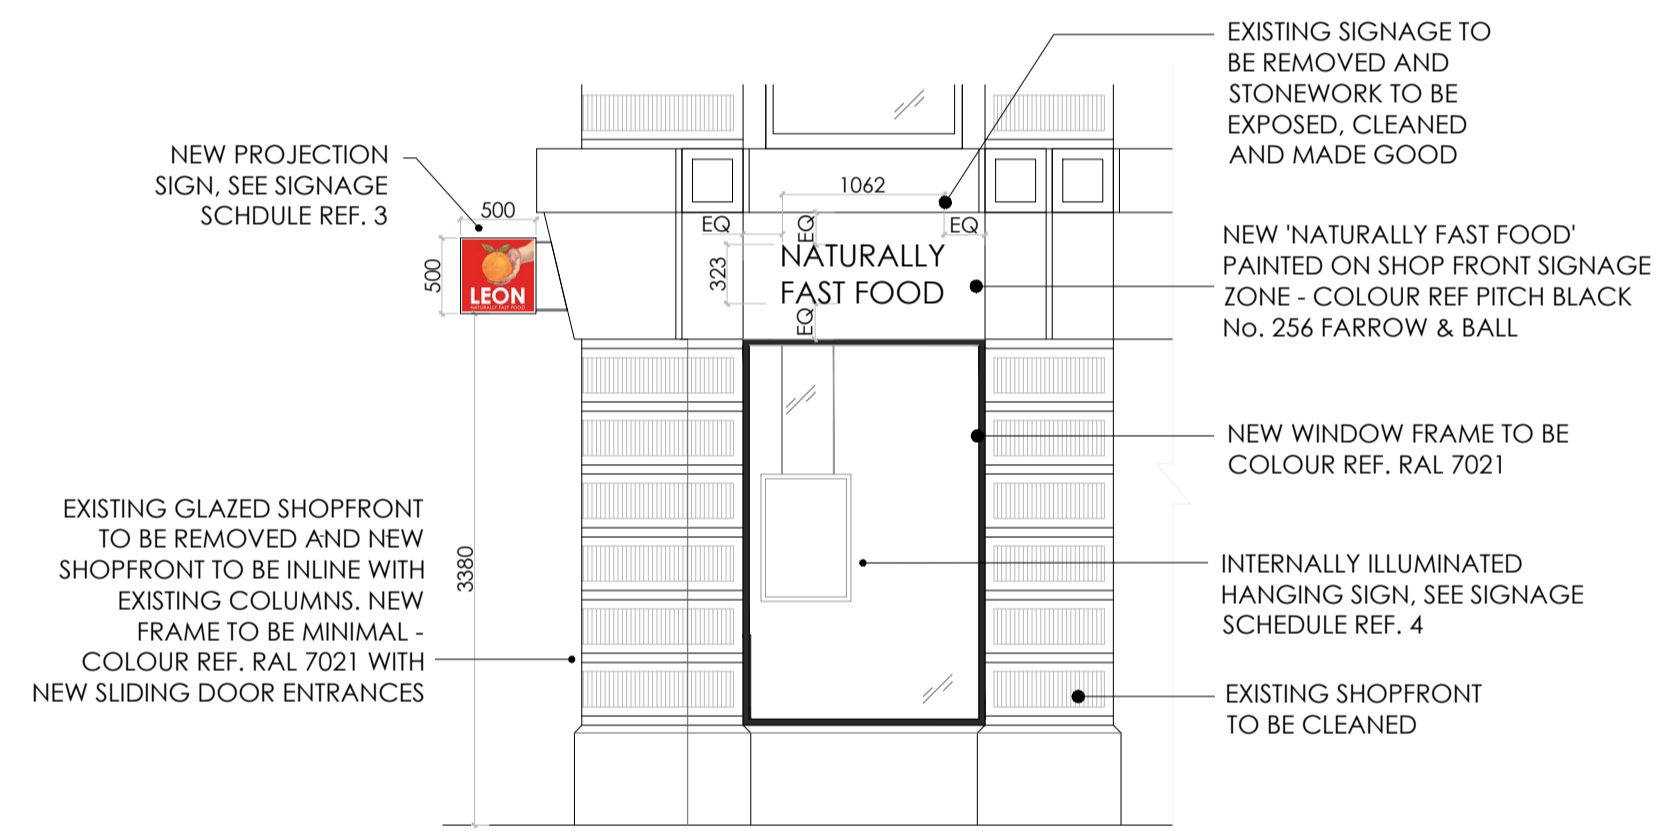 EXISTING SIGNAGE TO
BE REMOVED AND
STONEWORK TO BE
EXPOSED, CLEANED
AND MADE GOOD
NEW PROJECTION
SIGN, SEE SIGNAGE
SCHDULE REF. 3
500
500
LEON
NATURALLY FAST FOOD
3380
1062
EQ
EQ
EQ
323
EQ
NATURALLY
FAST FOOD
NEW 'NATURALLY FAST FOOD'
PAINTED ON SHOP FRONT SIGNAGE
ZONE - COLOUR REF PITCH BLACK
No. 256 FARROW & BALL
NEW WINDOW FRAME TO BE
COLOUR REF. RAL 7021
EXISTING GLAZED SHOPFRONT
TO BE REMOVED AND NEW
SHOPFRONT TO BE INLINE WITH
EXISTING COLUMNS. NEW
FRAME TO BE MINIMAL -
COLOUR REF. RAL 7021 WITH
NEW SLIDING DOOR ENTRANCES
INTERNALLY ILLUMINATED
HANGING SIGN, SEE SIGNAGE
SCHEDULE REF. 4
EXISTING SHOPFRONT
TO BE CLEANED